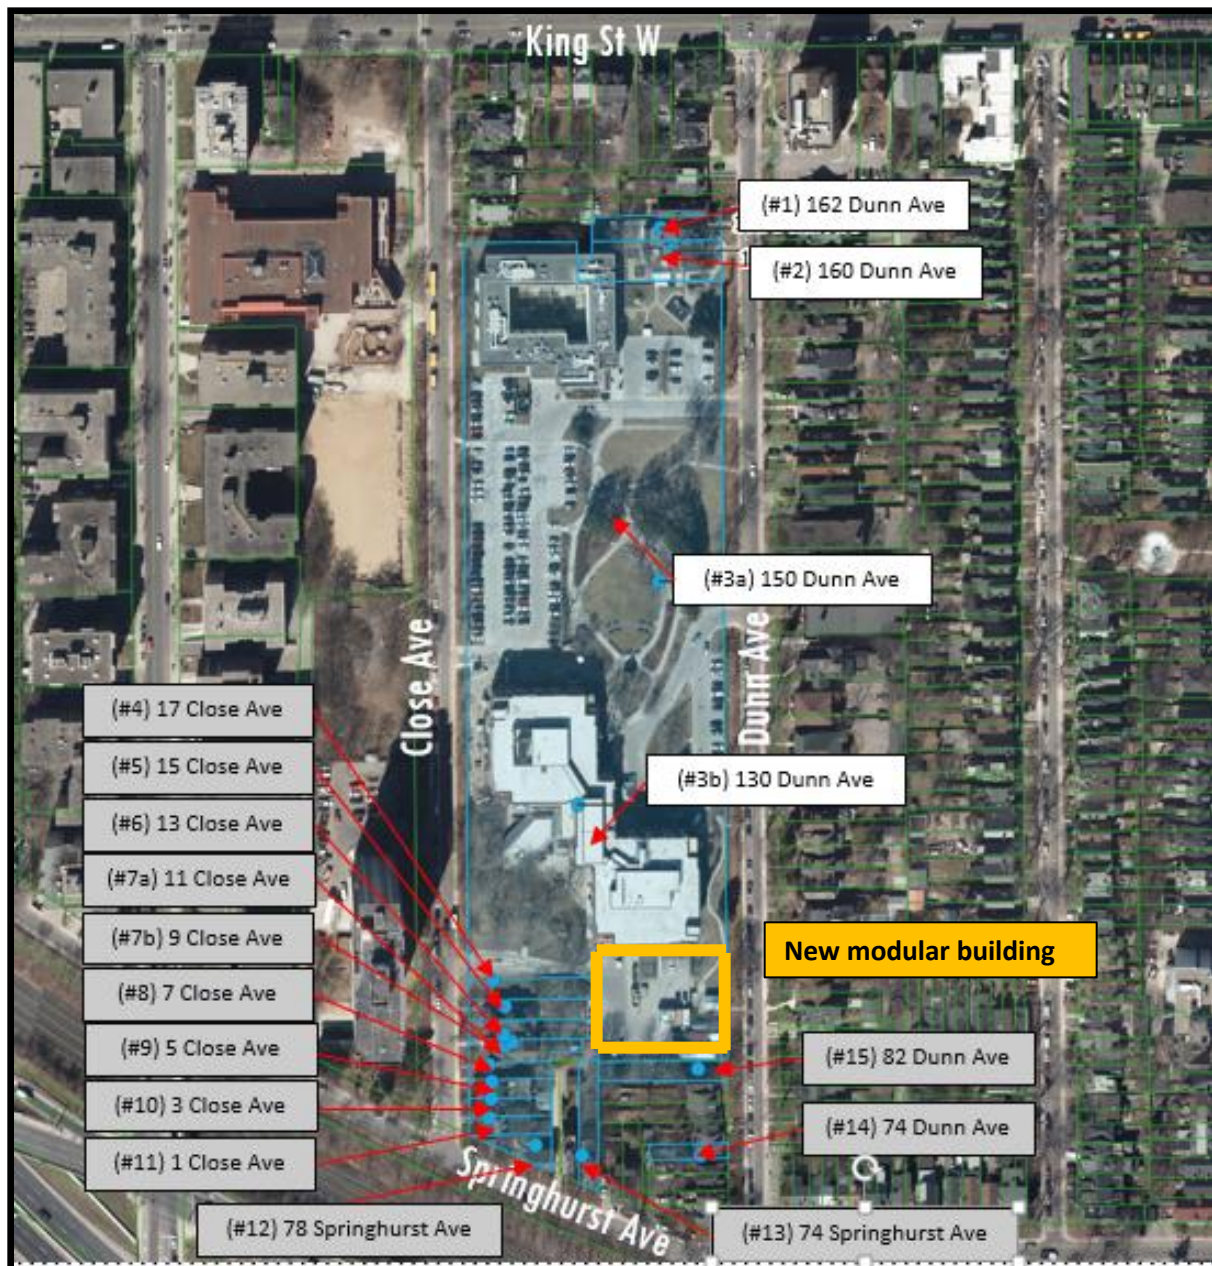 King St W
(#1) 162 Dunn Ave
(#2) 160 Dunn Ave
(#3a) 150 Dunn Ave
Close Ave
Dunn Ave
(#4) 17 Close Ave
(#5) 15 Close Ave
(#3b) 130 Dunn Ave
(#6) 13 Close Ave
(#7a) 11 Close Ave
(#7b) 9 Close Ave
New modular building
(#8) 7 Close Ave
(#9) 5 Close Ave
(#15) 82 Dunn Ave
(#10) 3 Close Ave
(#14) 74 Dunn Ave
(#11) 1 Close Ave
Springhurst Ave
(#12) 78 Springhurst Ave
(#13) 74 Springhurst Ave